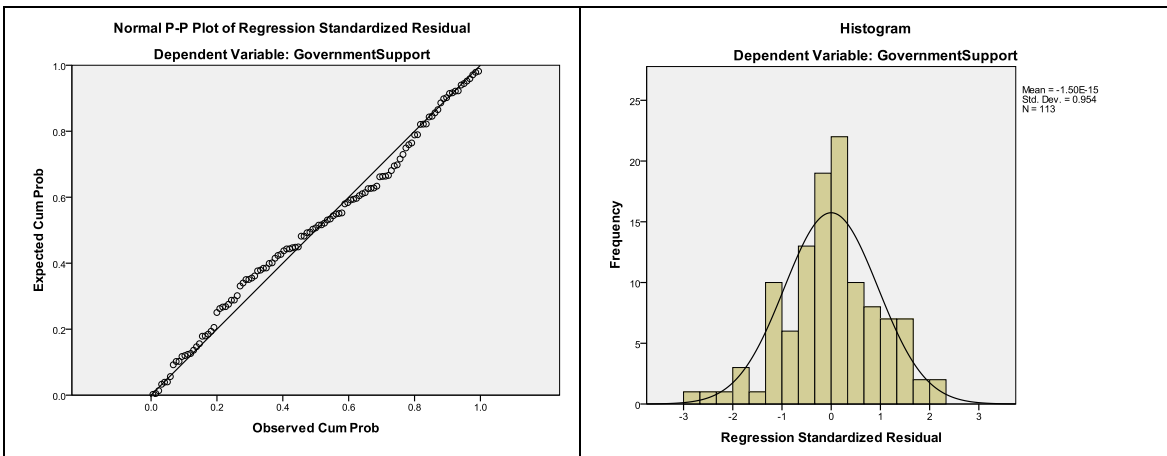 Normal P-P Plot of Regression Standardized Residual
Dependent Variable: GovernmentSupport
1.0
0.8
0.6
0.4
0.2
0.0
Expected Cum Prob
0.0 0.2 0.4 0.6 0.8 1.0
Observed Cum Prob
Histogram
Dependent Variable: GovernmentSupport
Mean = -1.50E-15
Std. Dev. = 0.954
N = 113
25
20
15
10
5
0
Frequency
-3 -2 -1 0 1 2 3
Regression Standardized Residual